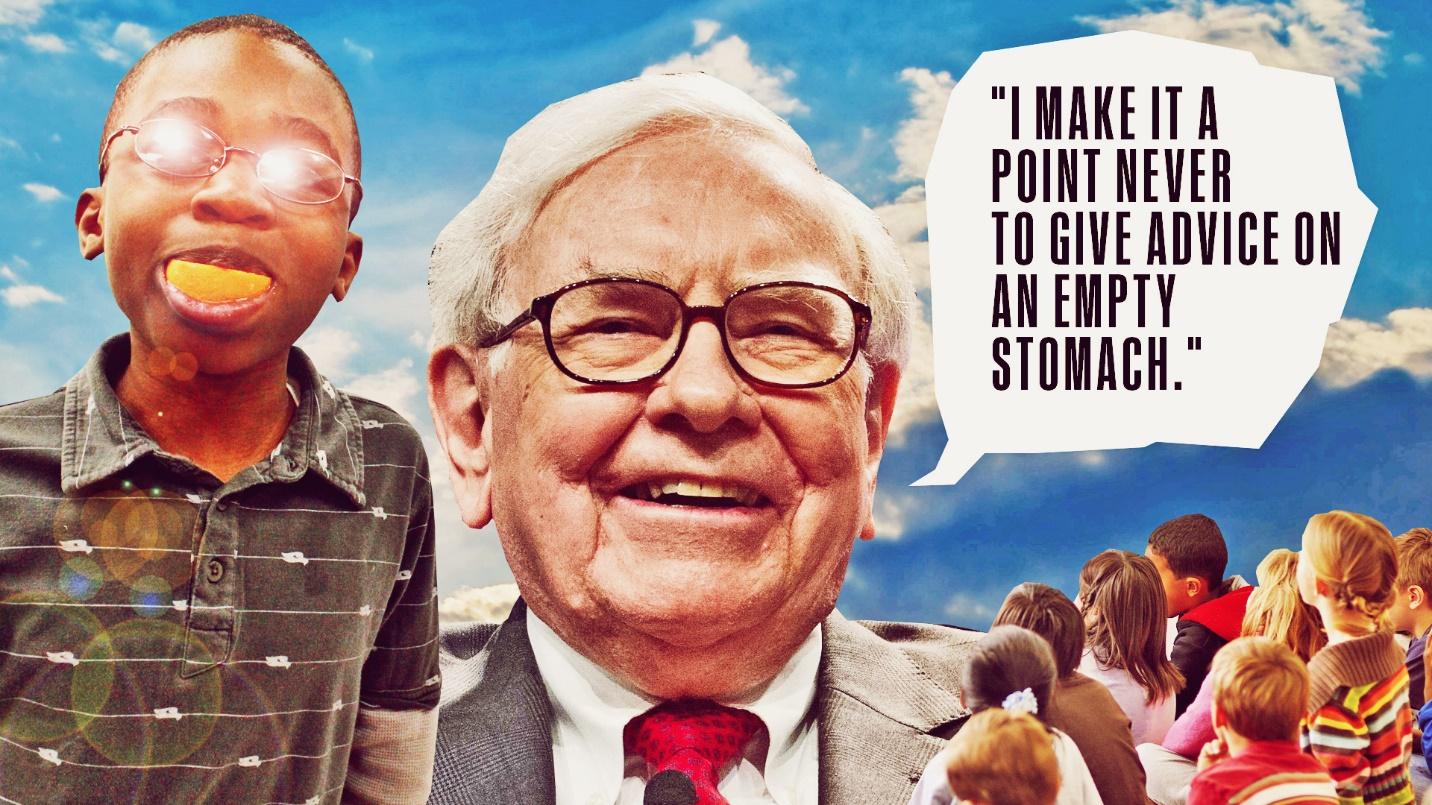 "I MAKE IT A
POINT NEVER
TO GIVE ADVICE ON
AN EMPTY
STOMACH."